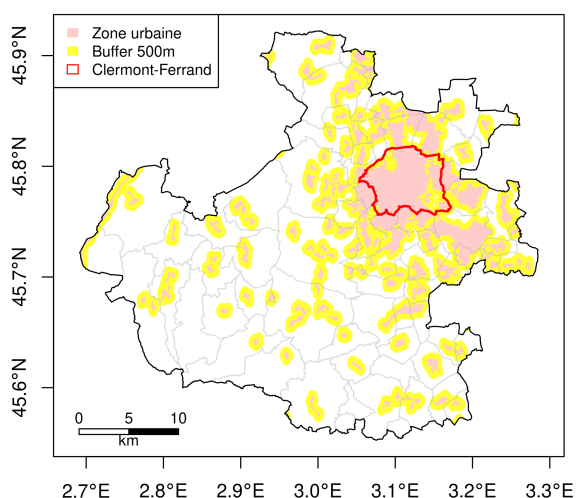 Zone urbaine
Buffer 500m
Clermont-Ferrand
45.9°N
45.8°N
45.7°N
45.6°N
0 5 10
km
2.7°E 2.8°E 2.9°E 3.0°E 3.1°E 3.2°E 3.3°E